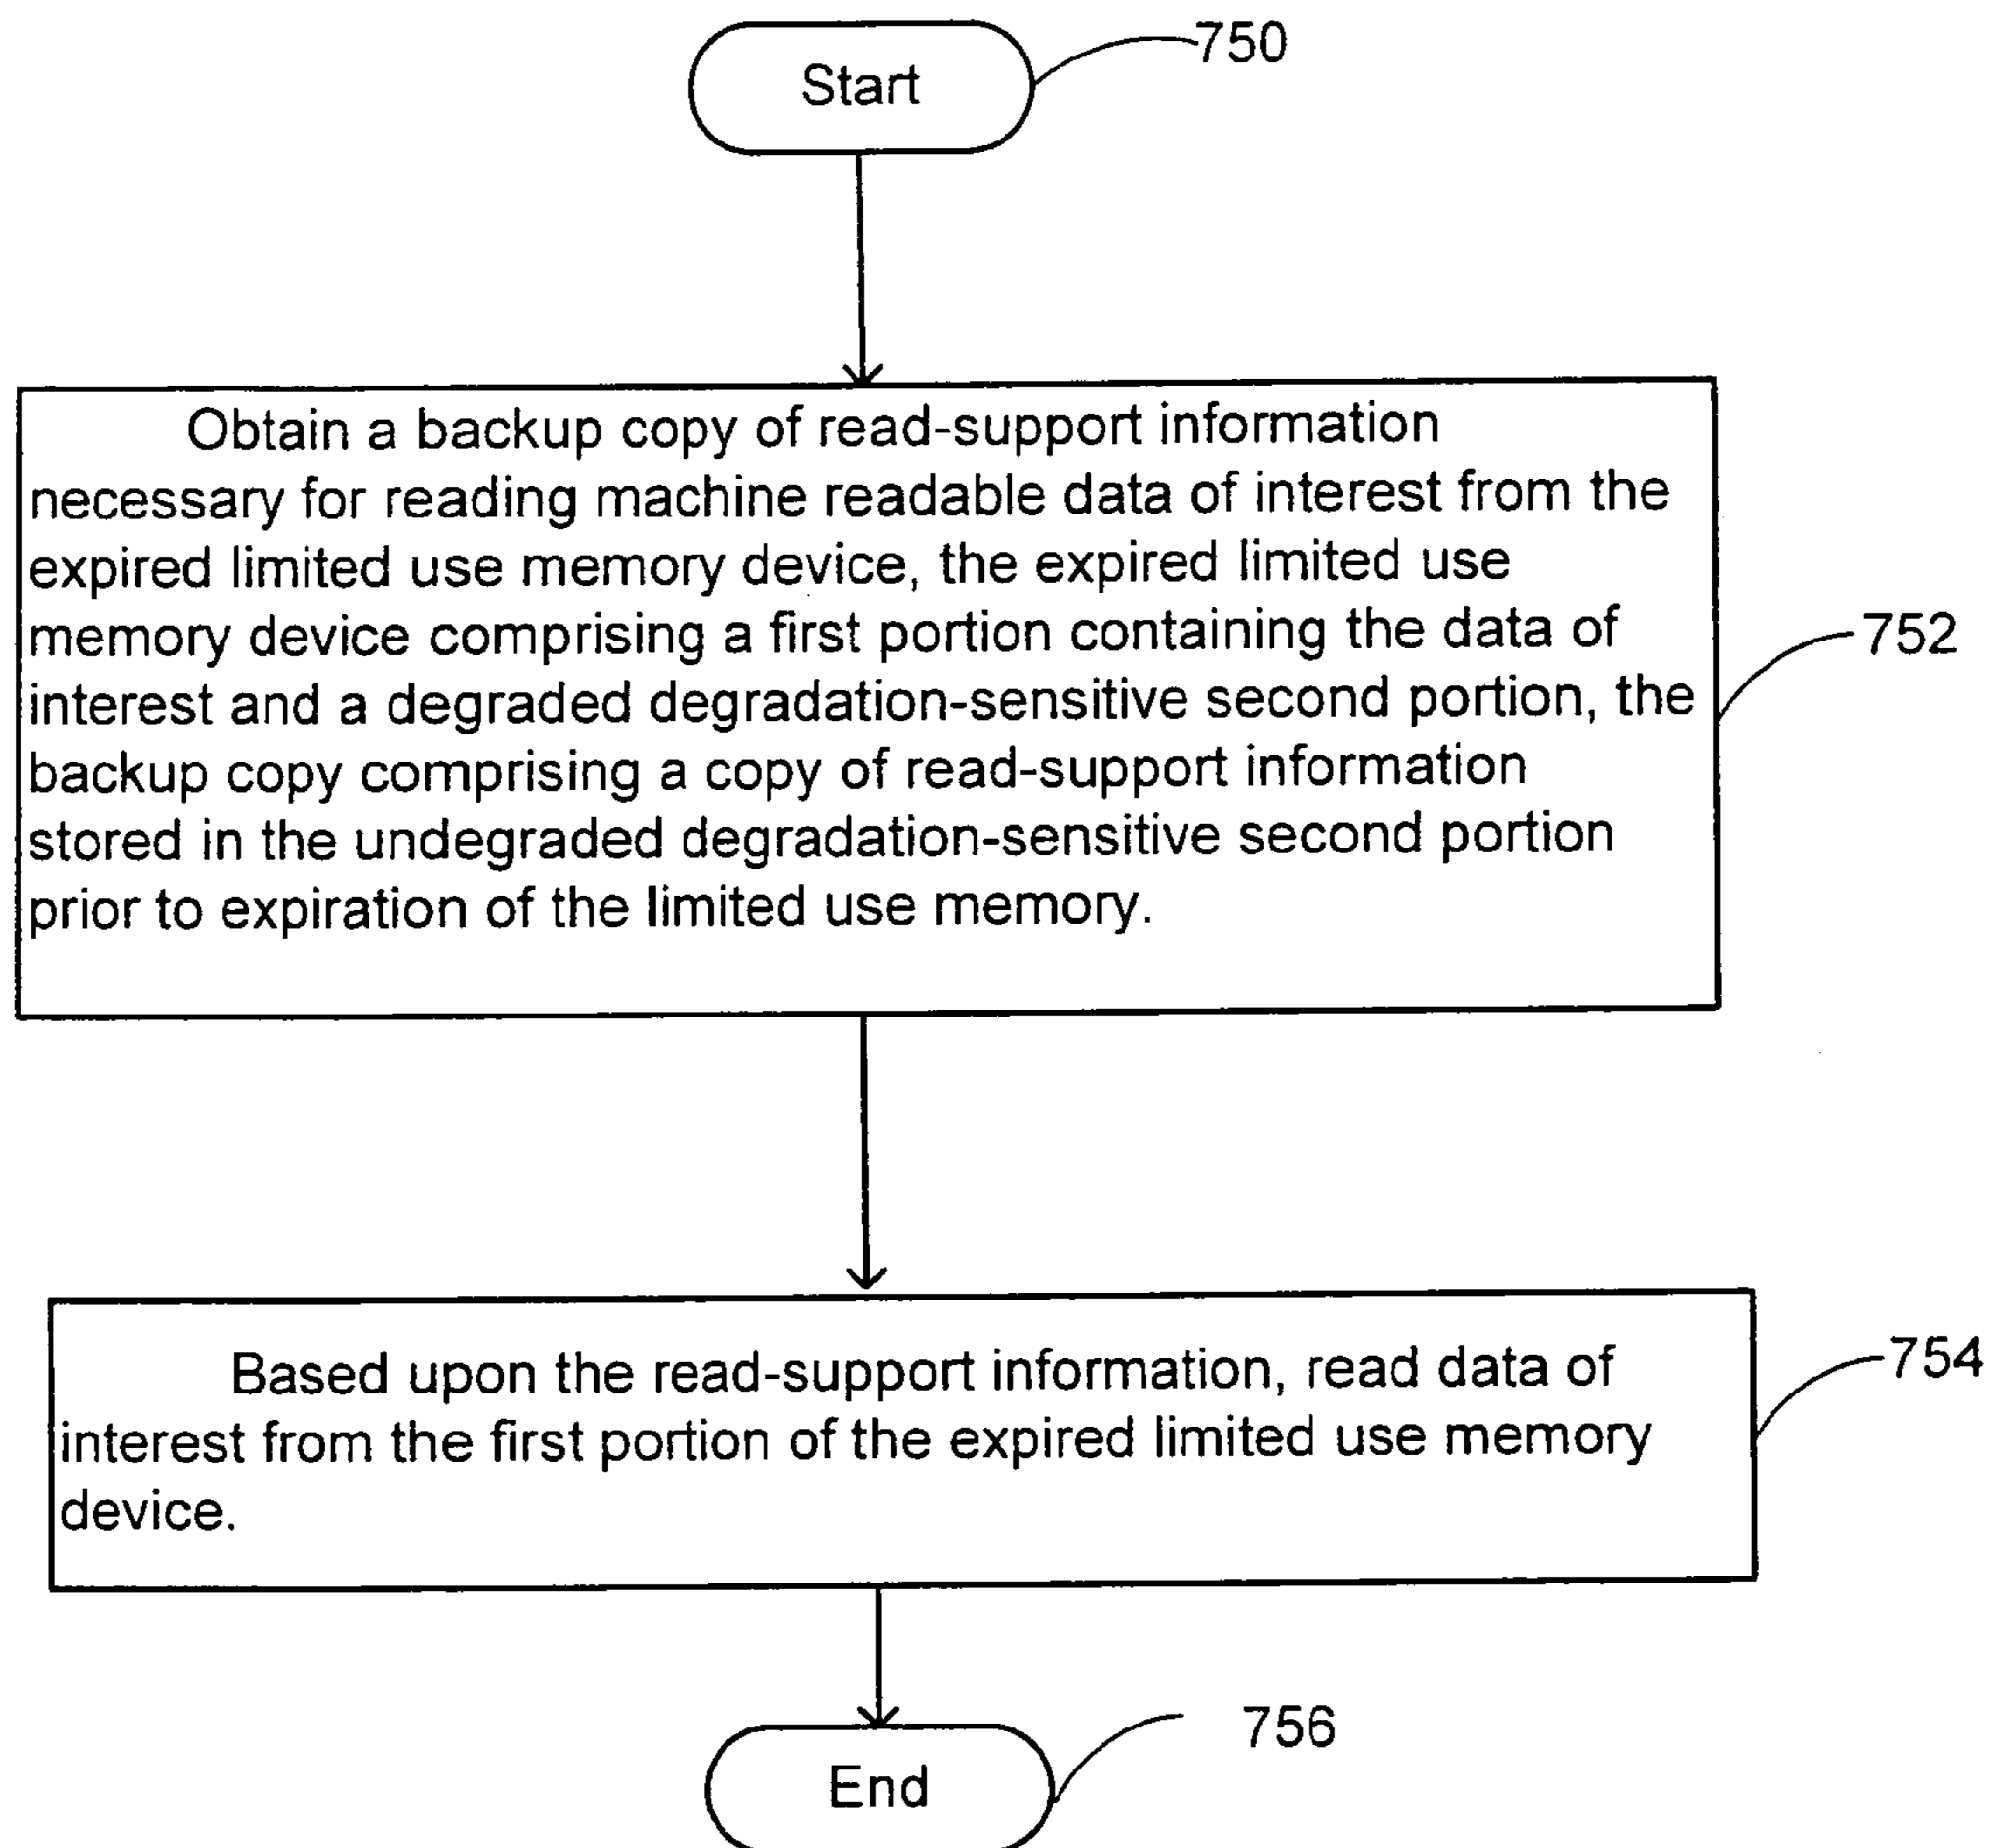 Start
750
Obtain a backup copy of read-support information
necessary for reading machine readable data of interest from the
expired limited use memory device, the expired limited use
memory device comprising a first portion containing the data of
interest and a degraded degradation-sensitive second portion, the
backup copy comprising a copy of read-support information
stored in the undegraded degradation-sensitive second portion
prior to expiration of the limited use memory.
752
Based upon the read-support information, read data of
interest from the first portion of the expired limited use memory
device.
754
End
756